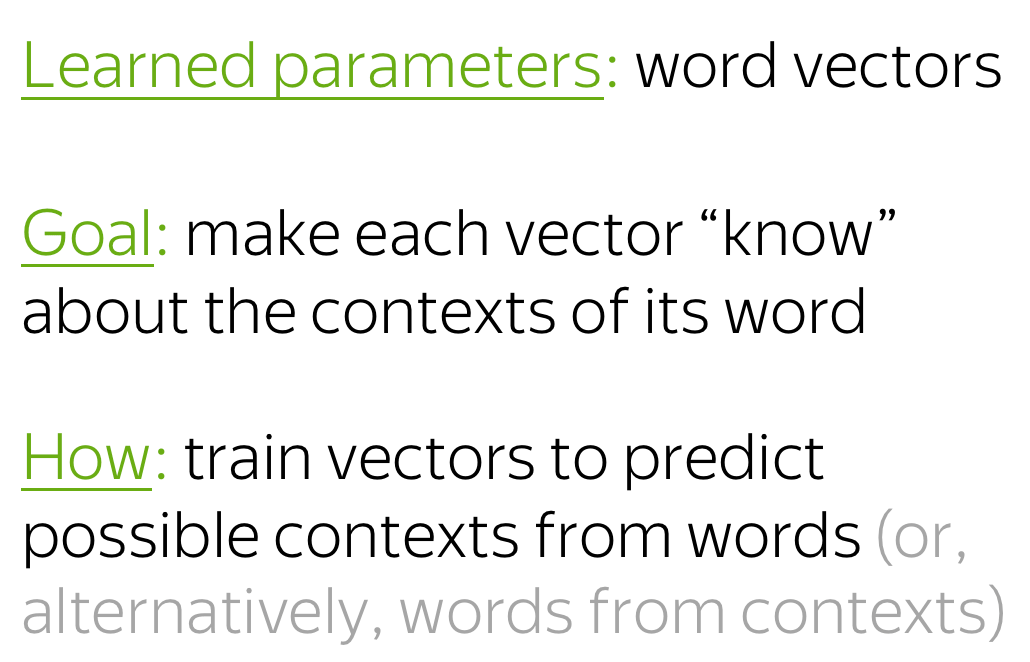 Learned parameters: word vectors
Goal: make each vector “know”
about the contexts of its word
How: train vectors to predict
possible contexts from words (or,
alternatively, words from contexts)